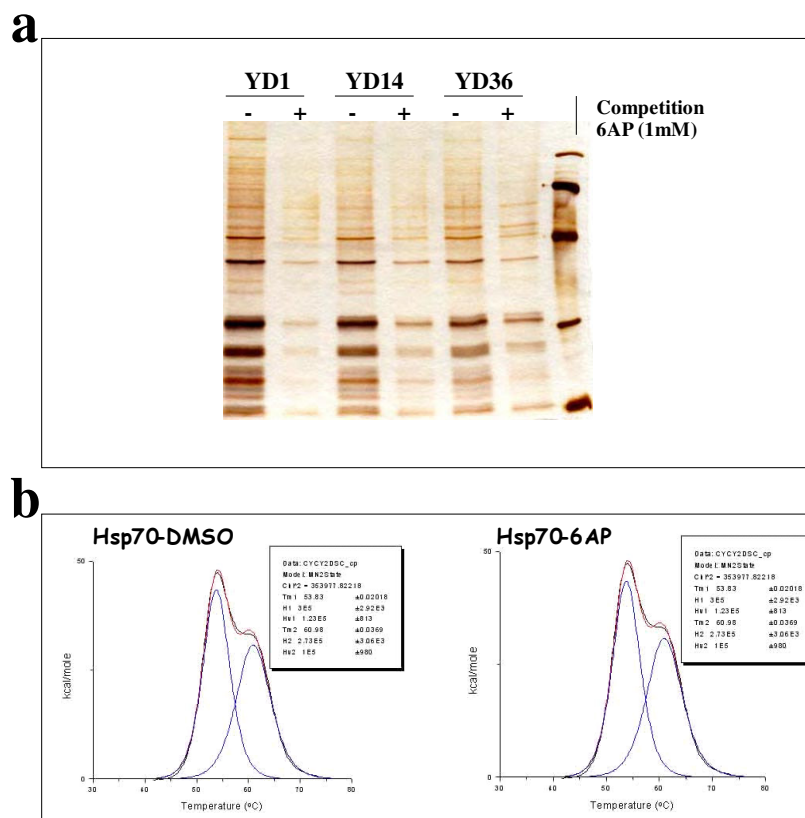 a
YD1 YD14 YD36
- + - + - +
Competition
6AP (1mM)
b
Hsp70-DMSO
50
kcal/mole
0
30 40 50 60 70 80
Temperature (ºC)
Data: CYCY2DSC_cp
Model: MN2State
Chi^2 = 353977.82218
Tm1 53.83 ±0.02018
H1 3E5 ±2.92E3
Hv1 1.23E5 ±813
Tm2 60.98 ±0.0369
H2 2.73E5 ±3.06E3
Hv2 1E5 ±980
Hsp70-6AP
50
kcal/mole
0
30 40 50 60 70 80
Temperature (ºC)
Data: CYCY2DSC_cp
Model: MN2State
Chi^2 = 353977.82218
Tm1 53.83 ±0.02018
H1 3E5 ±2.92E3
Hv1 1.23E5 ±813
Tm2 60.98 ±0.0369
H2 2.73E5 ±3.06E3
Hv2 1E5 ±980